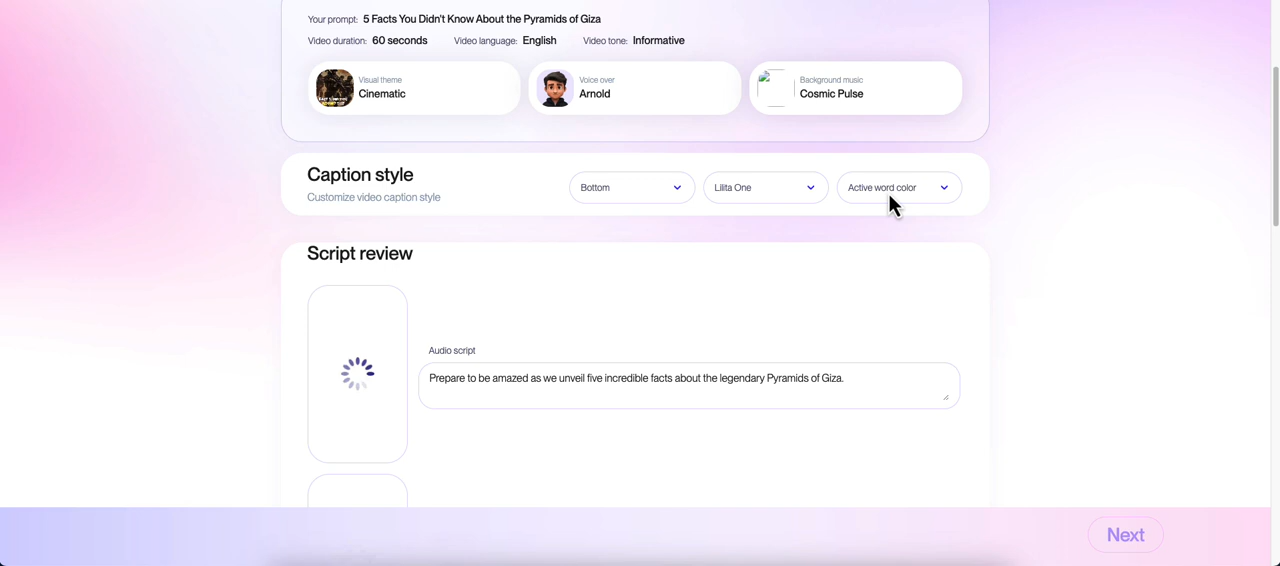 Your prompt: 5 Facts You Didn't Know About the Pyramids of Giza
Video duration: 60 seconds Video language: English Video tone: Informative
Visual theme
Cinematic
Voice over
Arnold
Background music
Cosmic Pulse
Caption style
Customize video caption style
Bottom
Lilita One
Active word color
Script review
Audio script
Prepare to be amazed as we unveil five incredible facts about the legendary Pyramids of Giza.
Next